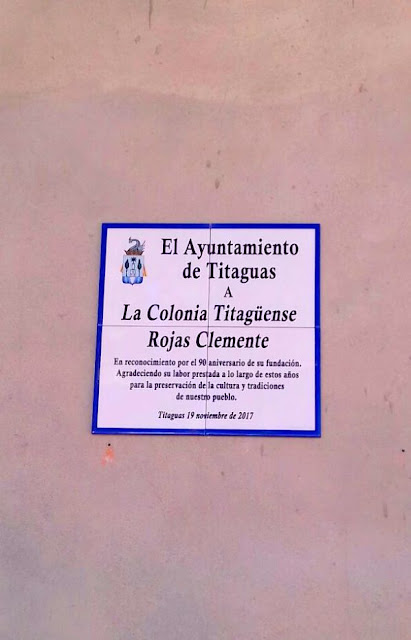 El Ayuntamiento
de Titaguas
A
La Colonia Titagüense
Rojas Clemente
En reconocimiento por el 90 aniversario de su fundación.
Agradeciendo su labor prestada a lo largo de estos años
para la preservación de la cultura y tradiciones
de nuestro pueblo.
Titaguas 19 noviembre de 2017